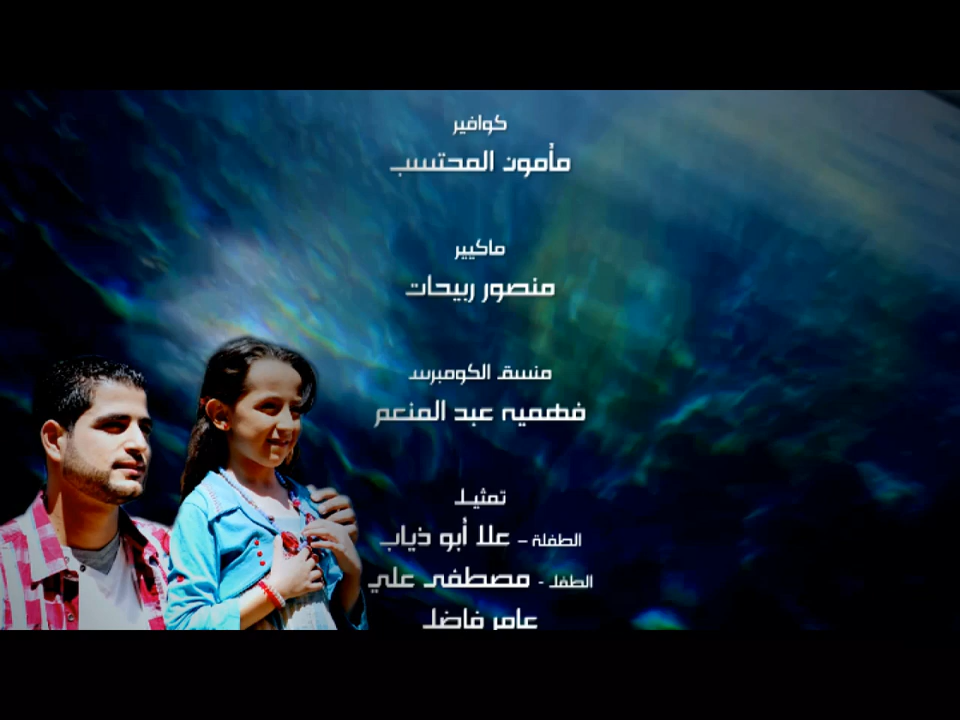 كوافير
مأمون المحتسب
ماكيير
منصور ربيحات
منسق الكومبرس
فهميه عبد المنعم
تمثيل
الطفلة - علا أبو ذياب
الطفل - مصطفى علي
عامر فاضل